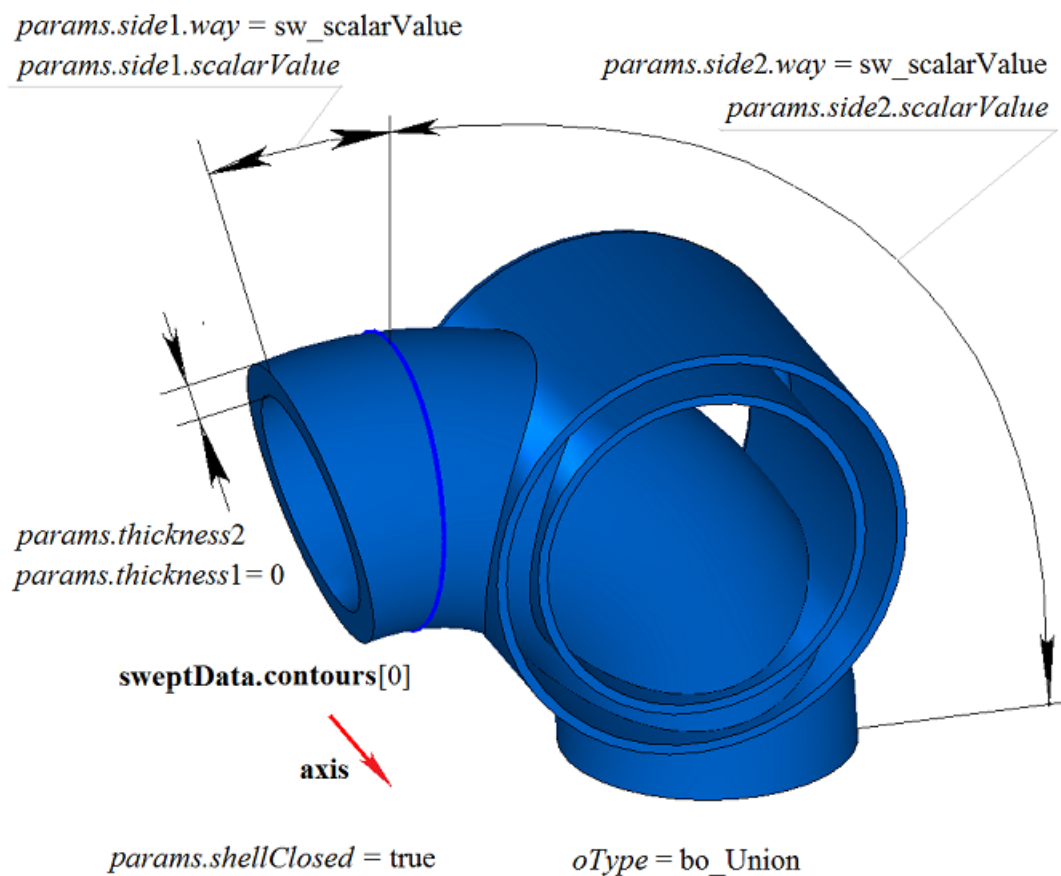 params.side1.way = sw_scalarValue
params.side1.scalarValue
params.side2.way = sw_scalarValue
params.side2.scalarValue
params.thickness2
params.thickness1= 0
sweptData.contours[0]
axis
params.shellClosed = true
oType = bo_Union